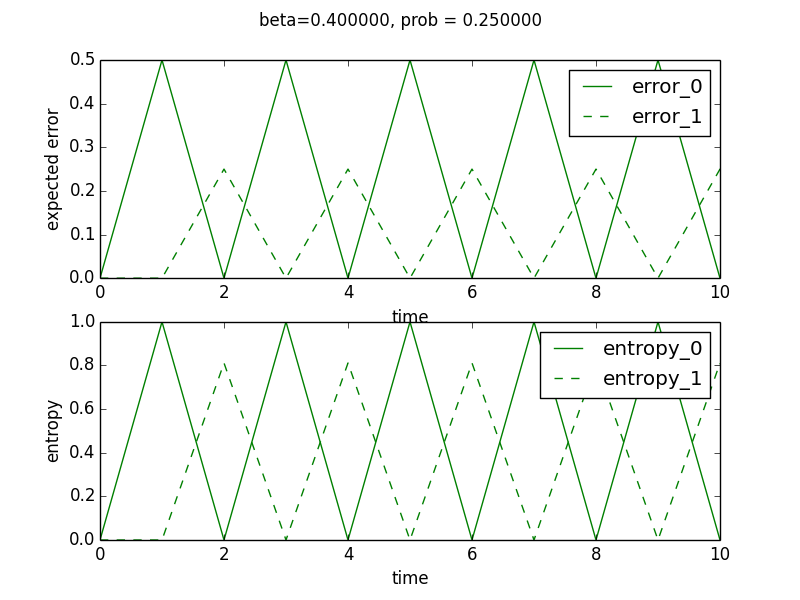 beta=0.400000, prob = 0.250000
0.5
0.4
0.3
0.2
0.1
0.0
expected error
error_0
error_1
0 2 4 6 8 10
time
1.0
0.8
0.6
0.4
0.2
0.0
entropy
entropy_0
entropy_1
0 2 4 6 8 10
time